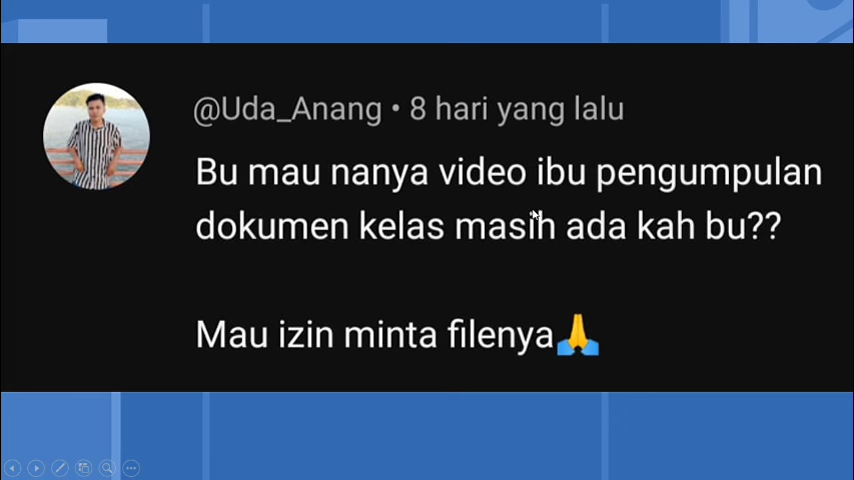 @Uda_Anang • 8 hari yang lalu
Bu mau nanya video ibu pengumpulan
dokumen kelas masih ada kah bu??
Mau izin minta filenya🙏